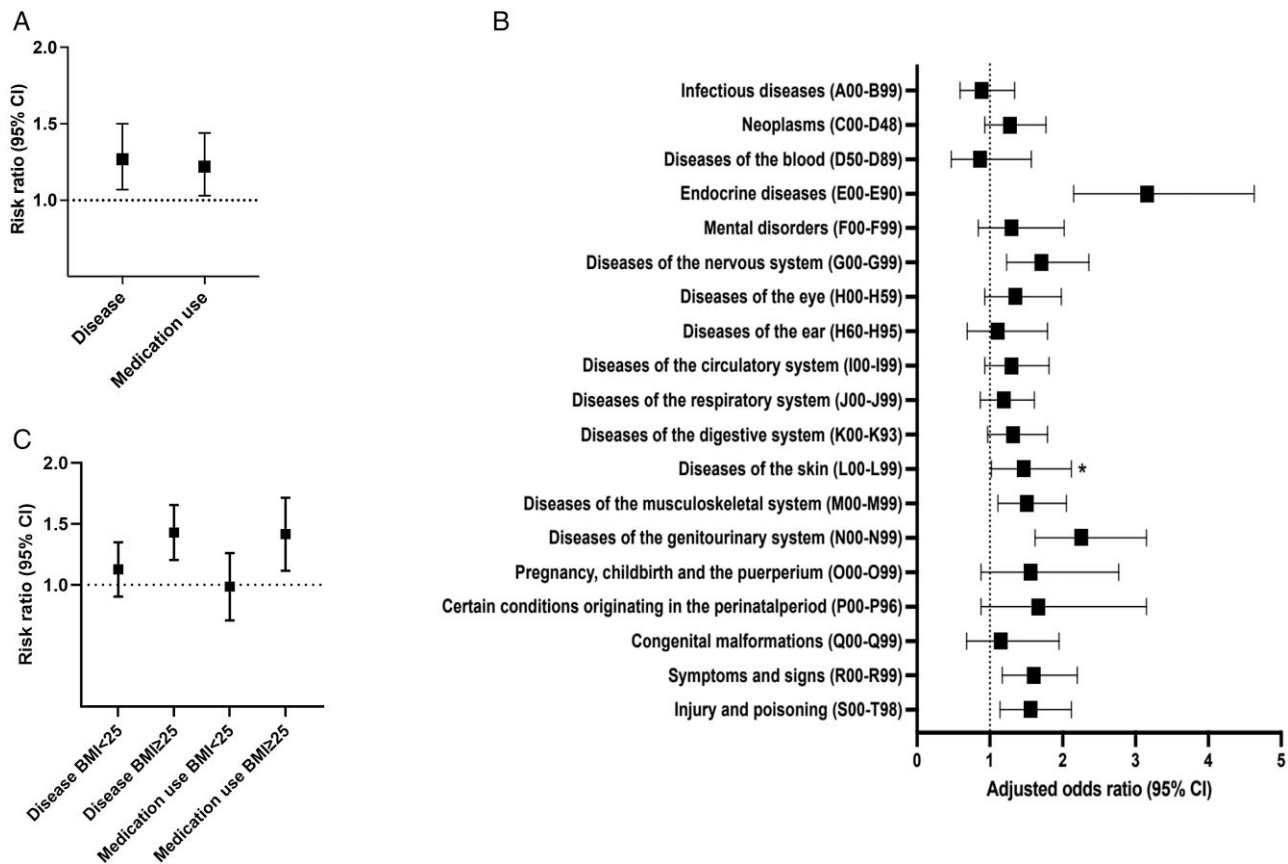 A
Risk ratio (95% CI)
2.0
1.5
1.0
Disease
Medication use
B
Infectious diseases (A00-B99)
Neoplasms (C00-D48)
Diseases of the blood (D50-D89)
Endocrine diseases (E00-E90)
Mental disorders (F00-F99)
Diseases of the nervous system (G00-G99)
Diseases of the eye (H00-H59)
Diseases of the ear (H60-H95)
Diseases of the circulatory system (I00-I99)
Diseases of the respiratory system (J00-J99)
Diseases of the digestive system (K00-K93)
Diseases of the skin (L00-L99) *
Diseases of the musculoskeletal system (M00-M99)
Diseases of the genitourinary system (N00-N99)
Pregnancy, childbirth and the puerperium (O00-O99)
Certain conditions originating in the perinatalperiod (P00-P96)
Congenital malformations (Q00-Q99)
Symptoms and signs (R00-R99)
Injury and poisoning (S00-T98)
0 1 2 3 4 5
Adjusted odds ratio (95% CI)
C
Risk ratio (95% CI)
2.0
1.5
1.0
Disease BMI<25
Disease BMI≥25
Medication use BMI<25
Medication use BMI≥25